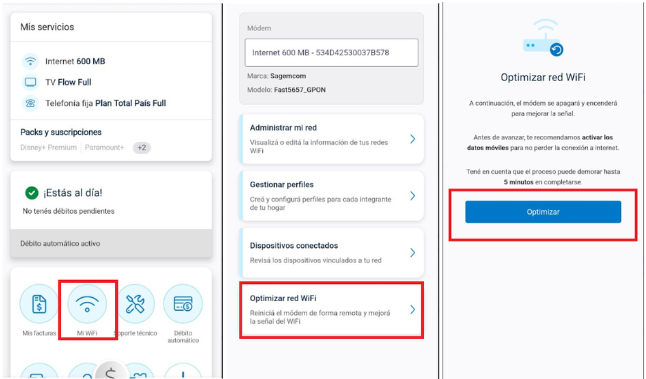 Mis servicios
Internet 600 MB
TV Flow Full
Telefonía fija Plan Total País Full
Packs y suscripciones
Disney+ Premium | Paramount+ +2
¡Estás al día!
No tenés débitos pendientes
Débito automático activo
Mis facturas
Mi WiFi
Soporte técnico
Débito
automático
Módem
Internet 600 MB - 534D42530037B578
Marca: Sagemcom
Modelo: Fast5657_GPON
Administrar mi red
Visualizá o editá la información de tus redes
WiFi
Gestionar perfiles
Creá y configurá perfiles para cada integrante
de tu hogar
Dispositivos conectados
Revisá los dispositivos vinculados a tu red
Optimizar red WiFi
Reiniciá el módem de forma remota y mejorá
la señal del WiFi
Optimizar red WiFi
A continuación, el módem se apagará y encenderá
para mejorar la señal.
Antes de avanzar, te recomendamos activar los
datos móviles para no perder la conexión a internet.
Tené en cuenta que el proceso puede demorar hasta
5 minutos en completarse.
Optimizar